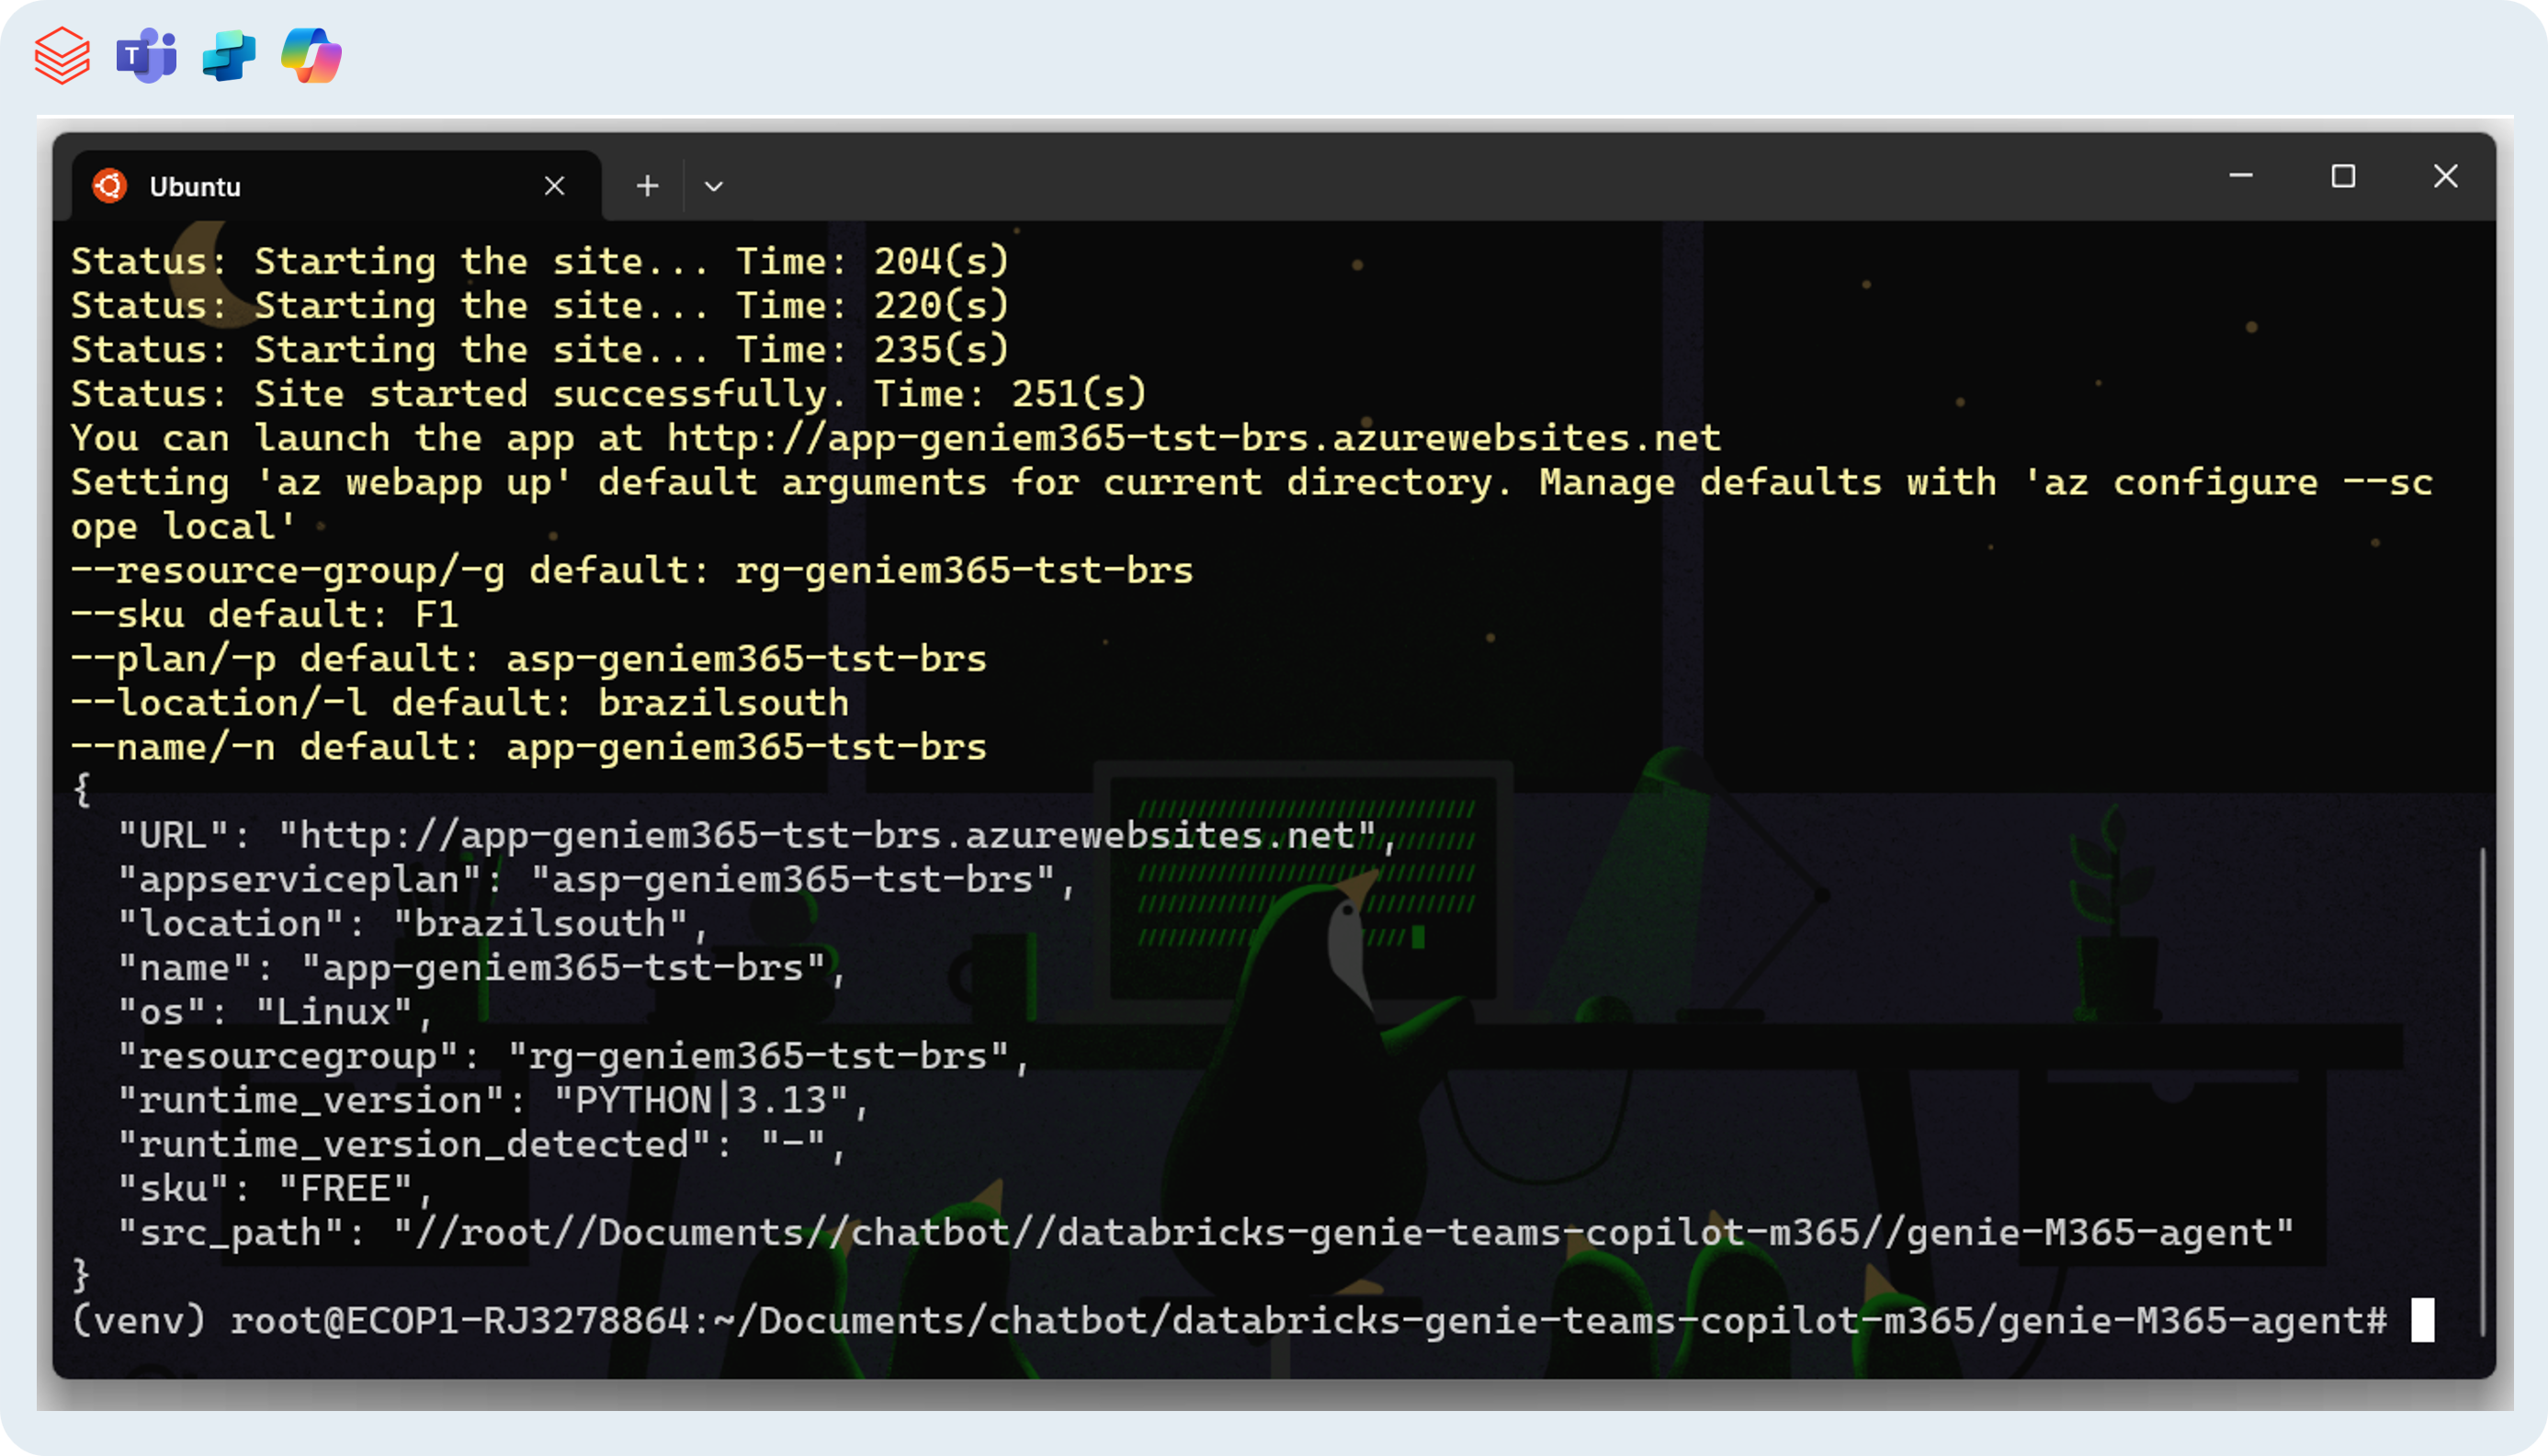 T
Ubuntu
Status: Starting the site... Time: 204(s)
Status: Starting the site... Time: 220(s)
Status: Starting the site... Time: 235(s)
Status: Site started successfully. Time: 251(s)
You can launch the app at http://app-geniem365-tst-brs.azurewebsites.net
Setting 'az webapp up' default arguments for current directory. Manage defaults with 'az configure --sc
ope local'
--resource-group/-g default: rg-geniem365-tst-brs
--sku default: F1
--plan/-p default: asp-geniem365-tst-brs
--location/-l default: brazilsouth
--name/-n default: app-geniem365-tst-brs
{
  "URL": "http://app-geniem365-tst-brs.azurewebsites.net",
  "appserviceplan": "asp-geniem365-tst-brs",
  "location": "brazilsouth",
  "name": "app-geniem365-tst-brs",
  "os": "Linux",
  "resourcegroup": "rg-geniem365-tst-brs",
  "runtime_version": "PYTHON|3.13",
  "runtime_version_detected": "-",
  "sku": "FREE",
  "src_path": "//root//Documents//chatbot//databricks-genie-teams-copilot-m365//genie-M365-agent"
}
(venv) root@ECOP1-RJ3278864:~/Documents/chatbot/databricks-genie-teams-copilot-m365/genie-M365-agent#